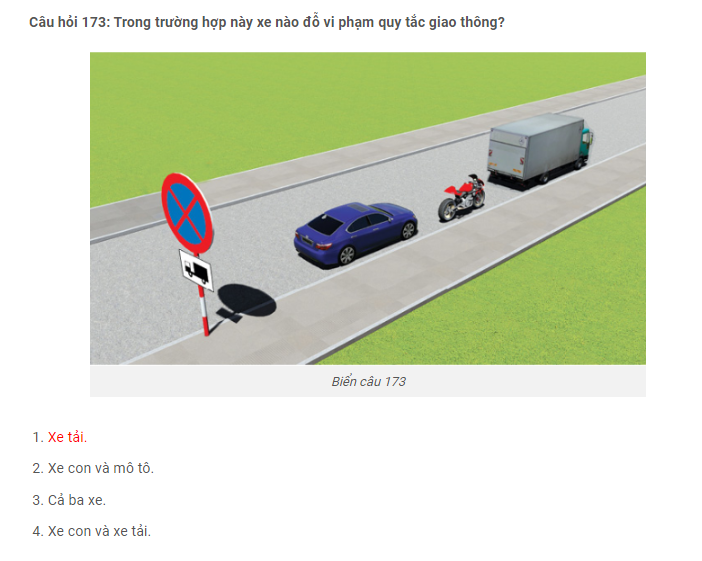 Câu hỏi 173: Trong trường hợp này xe nào đỗ vi phạm quy tắc giao thông?
Biển câu 173
1. Xe tải.
2. Xe con và mô tô.
3. Cả ba xe.
4. Xe con và xe tải.